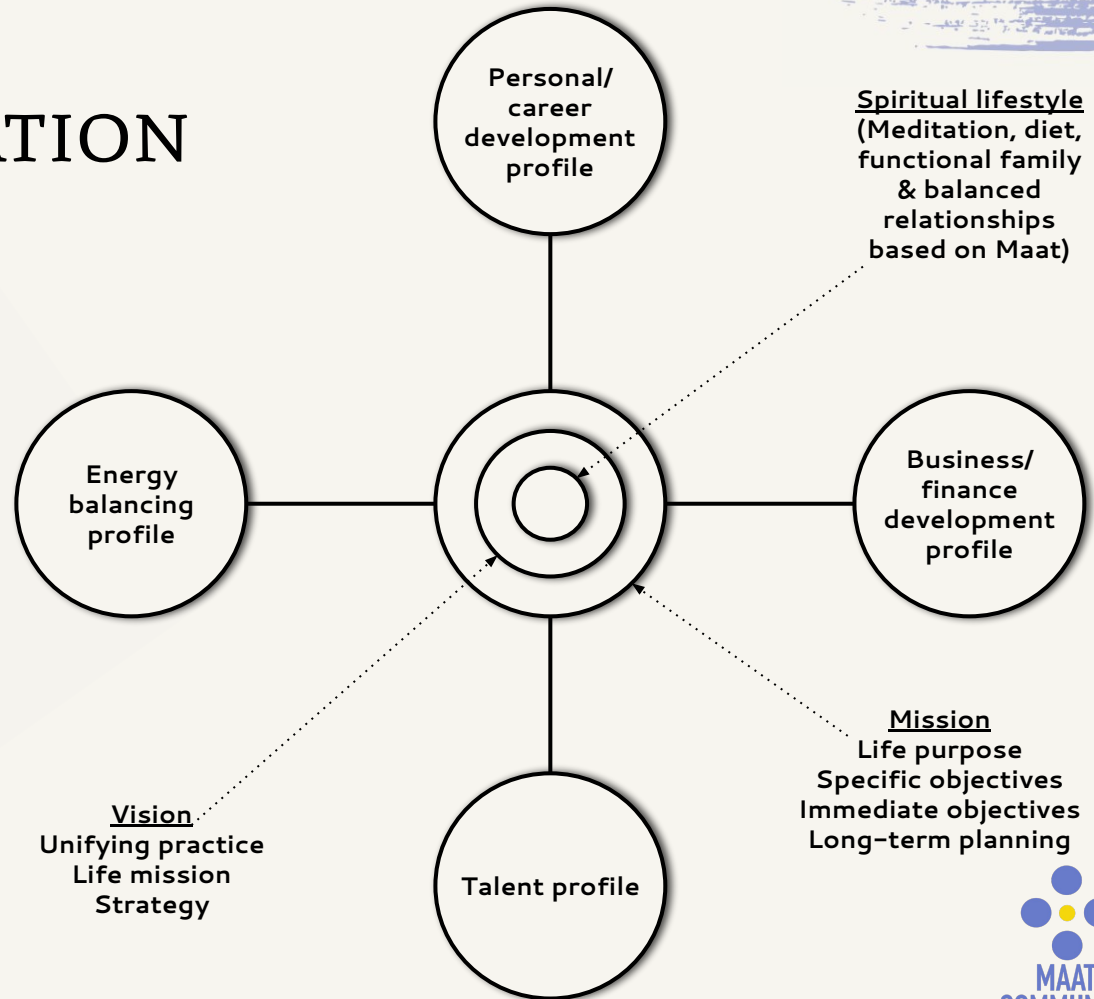 ATION
Personal/
career
development
profile
Spiritual lifestyle
(Meditation, diet,
functional family
& balanced
relationships
based on Maat)
Energy
balancing
profile
Business/
finance
development
profile
Vision
Unifying practice
Life mission
Strategy
Mission
Life purpose
Specific objectives
Immediate objectives
Long-term planning
Talent profile
MAAT